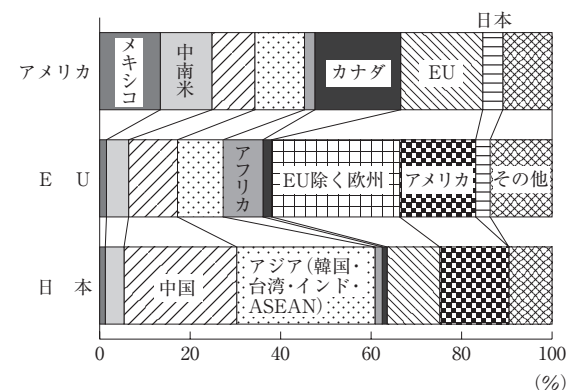 日本
アメリカ
メキシコ
中南米
カナダ
EU
E U
アフリカ
EU除く欧州
アメリカ
その他
日 本
中国
アジア(韓国・
台湾・インド・
ASEAN)
0 20 40 60 80 100
(%)